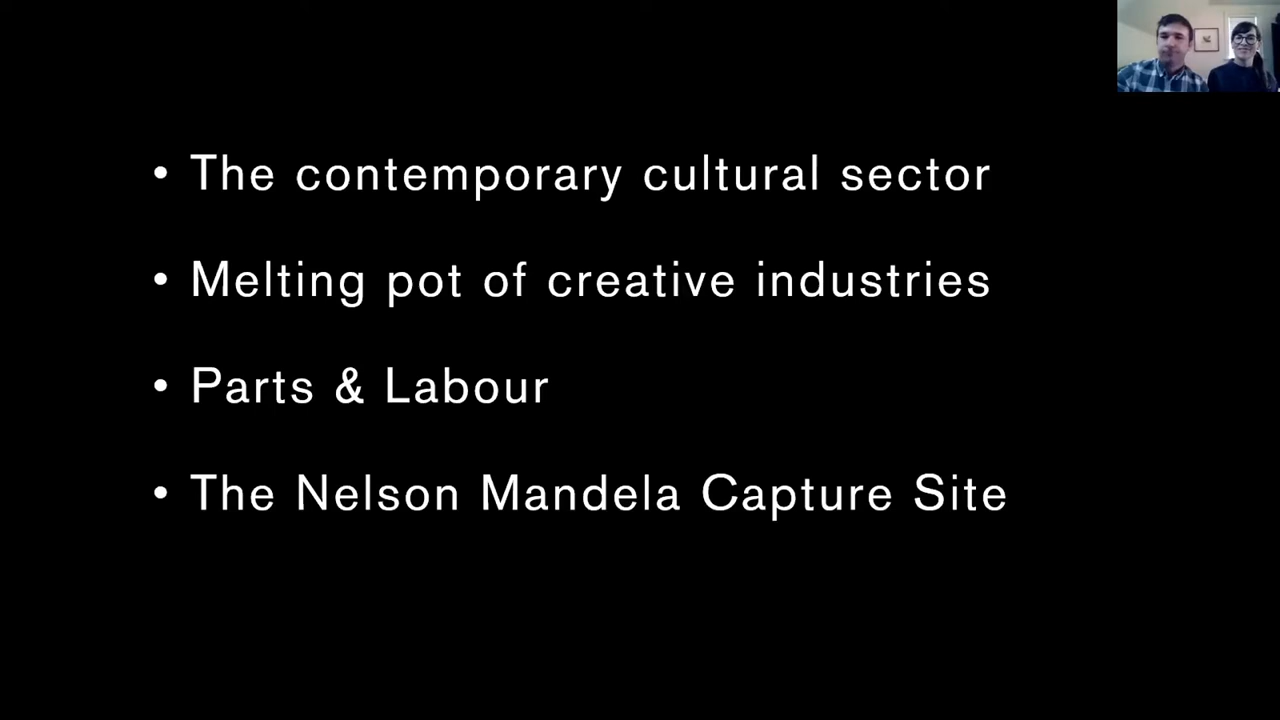 • The contemporary cultural sector
• Melting pot of creative industries
• Parts & Labour
• The Nelson Mandela Capture Site